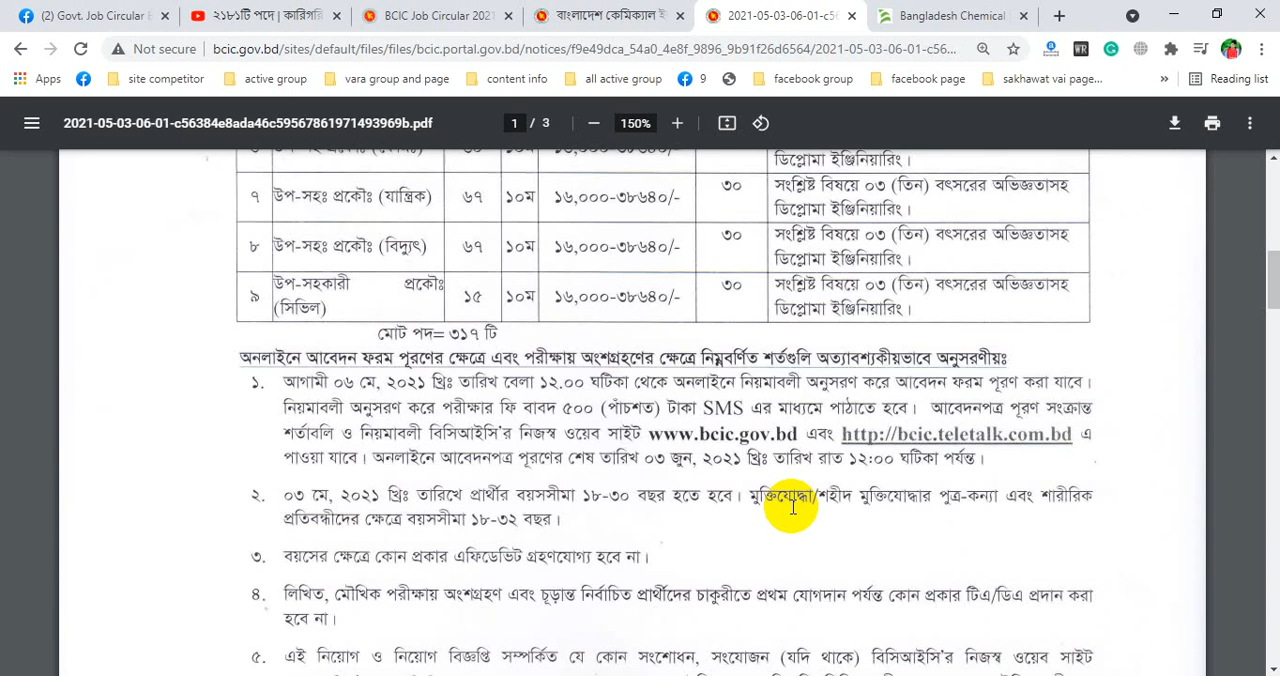 (2) Govt. Job Circular B
২১৮১টি পদে | কারিগরি
BCIC Job Circular 2021
বাংলাদেশ কেমিক্যাল ই
2021-05-03-06-01-c56
Bangladesh Chemical
Not secure
bcic.gov.bd/sites/default/files/files/bcic.portal.gov.bd/notices/f9e49dca_54a0_4e8f_9896_9b91f26d6564/2021-05-03-06-01-c56...
Apps
site competitor
active group
vara group and page
content info
all active group
9
facebook group
facebook page
sakhawat vai page...
»
Reading list
2021-05-03-06-01-c56384e8ada46c59567861971493969b.pdf
1 / 3
150%
ডিপ্লোমা ইঞ্জিনিয়ারিং।
৭ উপ-সহঃ প্রকৌঃ (যান্ত্রিক) ৬৭ ১০ম ১৬,০০০-৩৮৬৪০/- ৩০ সংশ্লিষ্ট বিষয়ে ০৩ (তিন) বৎসরের অভিজ্ঞতাসহ
ডিপ্লোমা ইঞ্জিনিয়ারিং।
৮ উপ-সহঃ প্রকৌঃ (বিদ্যুৎ) ৬৭ ১০ম ১৬,০০০-৩৮৬৪০/- ৩০ সংশ্লিষ্ট বিষয়ে ০৩ (তিন) বৎসরের অভিজ্ঞতাসহ
ডিপ্লোমা ইঞ্জিনিয়ারিং।
৯ উপ-সহকারী প্রকৌঃ ১৫ ১০ম ১৬,০০০-৩৮৬৪০/- ৩০ সংশ্লিষ্ট বিষয়ে ০৩ (তিন) বৎসরের অভিজ্ঞতাসহ
(সিভিল) ডিপ্লোমা ইঞ্জিনিয়ারিং।
মোট পদ= ৩১৭ টি
অনলাইনে আবেদন ফরম পূরণের ক্ষেত্রে এবং পরীক্ষায় অংশগ্রহণের ক্ষেত্রে নিম্নবর্ণিত শর্তগুলি অত্যাবশ্যকীয়ভাবে অনুসরণীয়ঃ
১. আগামী ০৬ মে, ২০২১ খ্রিঃ তারিখ বেলা ১২.০০ ঘটিকা থেকে অনলাইনে নিয়মাবলী অনুসরণ করে আবেদন ফরম পূরণ করা যাবে।
নিয়মাবলী অনুসরণ করে পরীক্ষার ফি বাবদ ৫০০ (পাঁচশত) টাকা SMS এর মাধ্যমে পাঠাতে হবে। আবেদনপত্র পূরণ সংক্রান্ত
শর্তাবলি ও নিয়মাবলী বিসিআইসি'র নিজস্ব ওয়েব সাইট www.bcic.gov.bd এবং http://bcic.teletalk.com.bd এ
পাওয়া যাবে। অনলাইনে আবেদনপত্র পূরণের শেষ তারিখ ০৩ জুন, ২০২১ খ্রিঃ তারিখ রাত ১২:০০ ঘটিকা পর্যন্ত।
২. ০৩ মে, ২০২১ খ্রিঃ তারিখে প্রার্থীর বয়সসীমা ১৮-৩০ বছর হতে হবে। মুক্তিযোদ্ধা/শহীদ মুক্তিযোদ্ধার পুত্র-কন্যা এবং শারীরিক
প্রতিবন্ধীদের ক্ষেত্রে বয়সসীমা ১৮-৩২ বছর।
৩. বয়সের ক্ষেত্রে কোন প্রকার এফিডেভিট গ্রহণযোগ্য হবে না।
৪. লিখিত, মৌখিক পরীক্ষায় অংশগ্রহণ এবং চূড়ান্ত নির্বাচিত প্রার্থীদের চাকুরীতে প্রথম যোগদান পর্যন্ত কোন প্রকার টিএ/ডিএ প্রদান করা
হবে না।
৫. এই নিয়োগ ও নিয়োগ বিজ্ঞপ্তি সম্পর্কিত যে কোন সংশোধন, সংযোজন (যদি থাকে) বিসিআইসি'র নিজস্ব ওয়েব সাইট